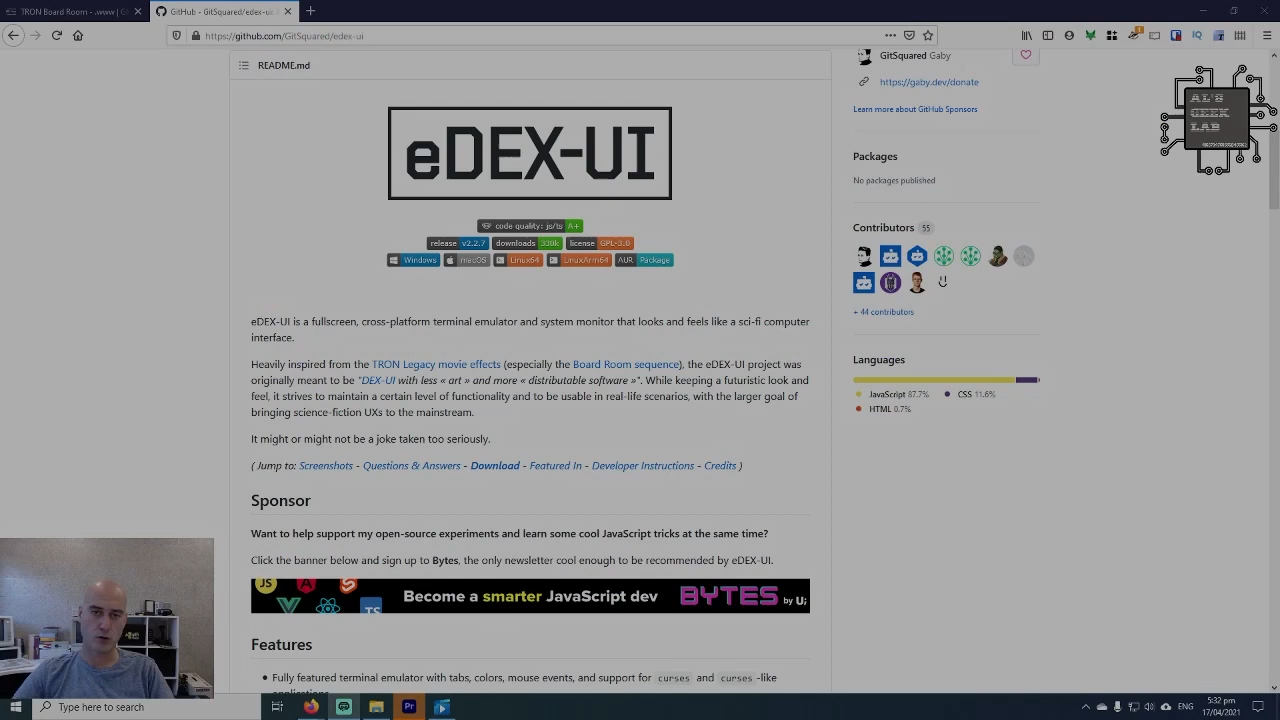 TRON Board Room - .www |
GitHub - GitSquared/edex-ui:
https://github.com/GitSquared/edex-ui
README.md
eDEX-UI
code quality: js/ts A+
release v2.2.7 downloads 330k license GPL-3.0
Windows macOS Linux64 LinuxArm64 AUR Package
eDEX-UI is a fullscreen, cross-platform terminal emulator and system monitor that looks and feels like a sci-fi computer
interface.
Heavily inspired from the TRON Legacy movie effects (especially the Board Room sequence), the eDEX-UI project was
originally meant to be "DEX-UI with less « art » and more « distributable software »". While keeping a futuristic look and
feel, it strives to maintain a certain level of functionality and to be usable in real-life scenarios, with the larger goal of
bringing science-fiction UXs to the mainstream.
It might or might not be a joke taken too seriously.
( Jump to: Screenshots - Questions & Answers - Download - Featured In - Developer Instructions - Credits )
Sponsor
Want to help support my open-source experiments and learn some cool JavaScript tricks at the same time?
Click the banner below and sign up to Bytes, the only newsletter cool enough to be recommended by eDEX-UI.
JS TS Become a smarter JavaScript dev BYTES by U;
Features
Fully featured terminal emulator with tabs, colors, mouse events, and support for curses and curses -like
applications.
GitSquared Gaby
https://gaby.dev/donate
Learn more about GitHub Sponsors
Packages
No packages published
Contributors 55
+ 44 contributors
Languages
JavaScript 87.7% CSS 11.6%
HTML 0.7%
AL'S
GEEK
LAB
Type here to search
Pr
ENG
5:32 pm
17/04/2021